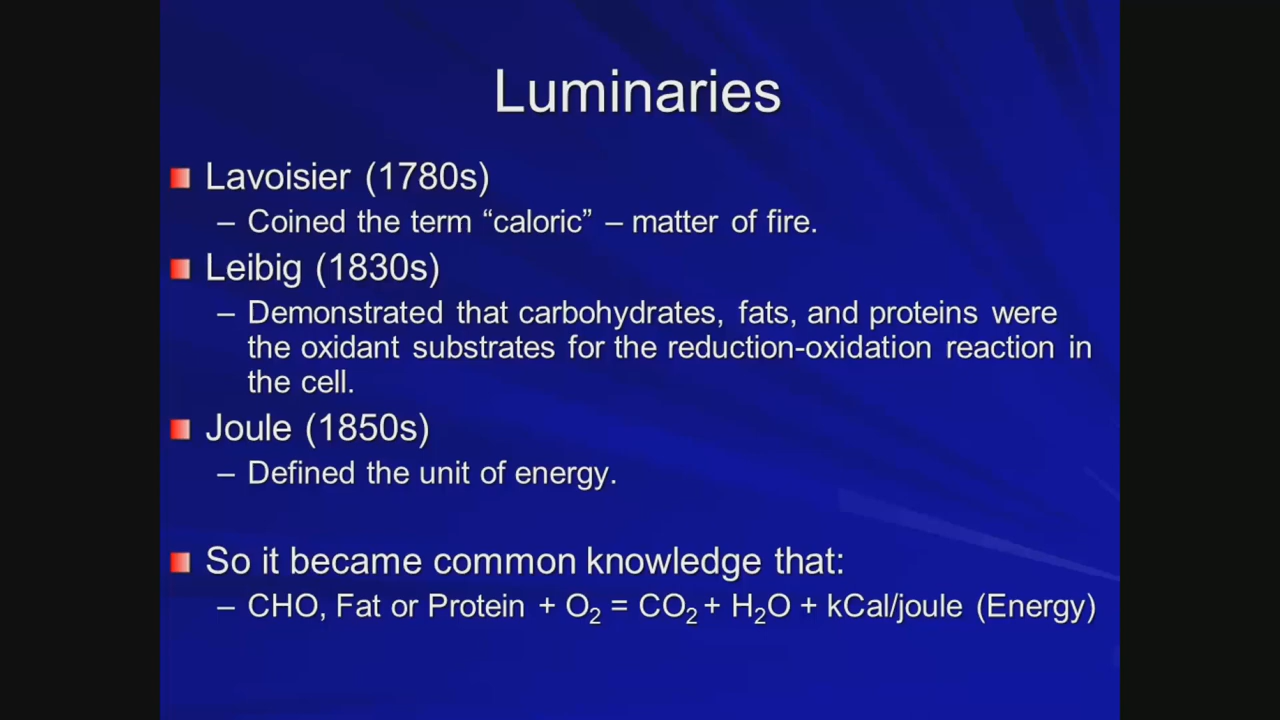 Luminaries
Lavoisier (1780s)
– Coined the term “caloric” – matter of fire.
Leibig (1830s)
– Demonstrated that carbohydrates, fats, and proteins were
the oxidant substrates for the reduction-oxidation reaction in
the cell.
Joule (1850s)
– Defined the unit of energy.
So it became common knowledge that:
– CHO, Fat or Protein + O₂ = CO₂ + H₂O + kCal/joule (Energy)